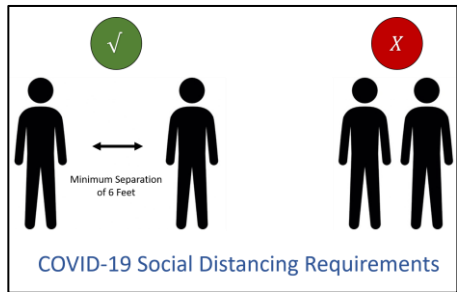 √
X
Minimum Separation
of 6 Feet
COVID-19 Social Distancing Requirements